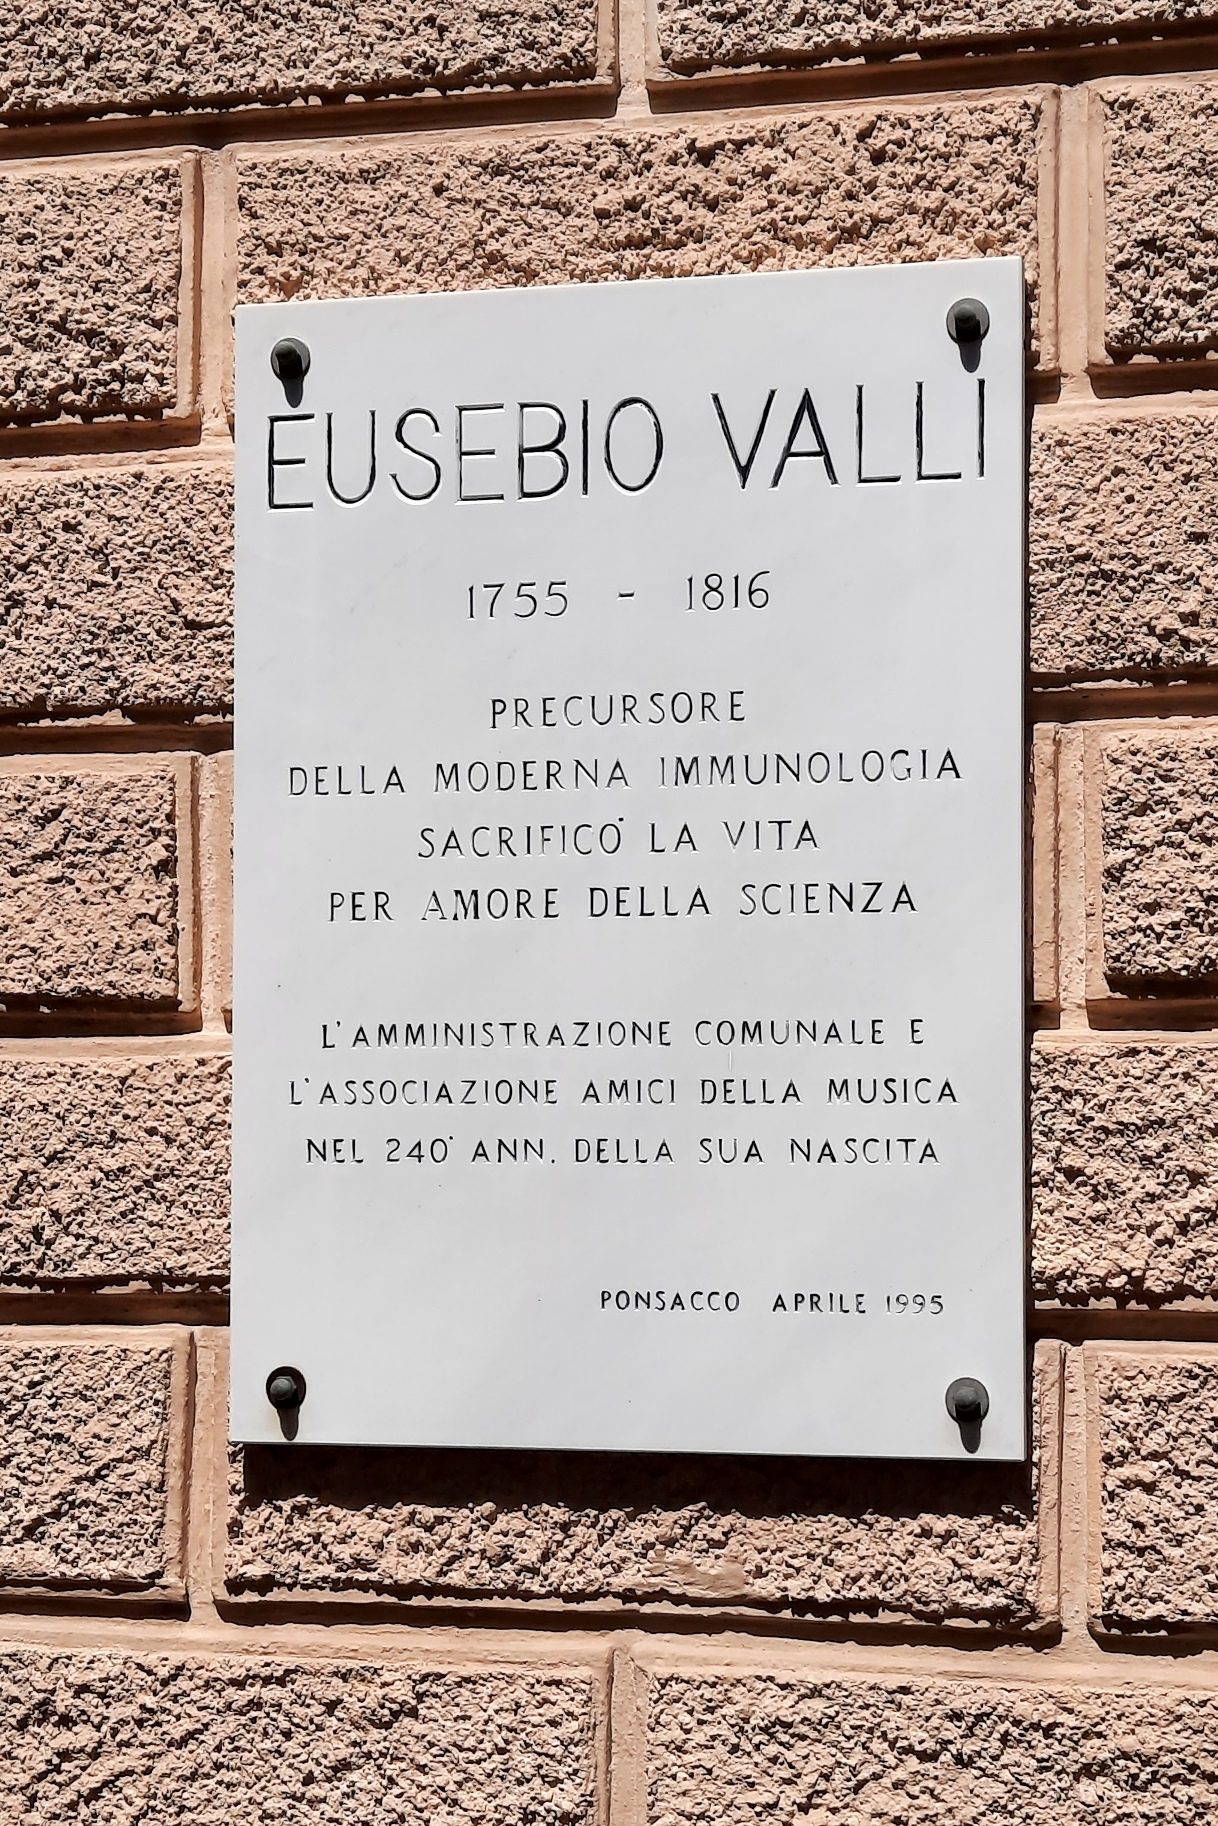 EUSEBIO VALLI
1755 - 1816
PRECURSORE
DELLA MODERNA IMMUNOLOGIA
SACRIFICO' LA VITA
PER AMORE DELLA SCIENZA
L'AMMINISTRAZIONE COMUNALE E
L'ASSOCIAZIONE AMICI DELLA MUSICA
NEL 240° ANN. DELLA SUA NASCITA
PONSACCO APRILE 1995